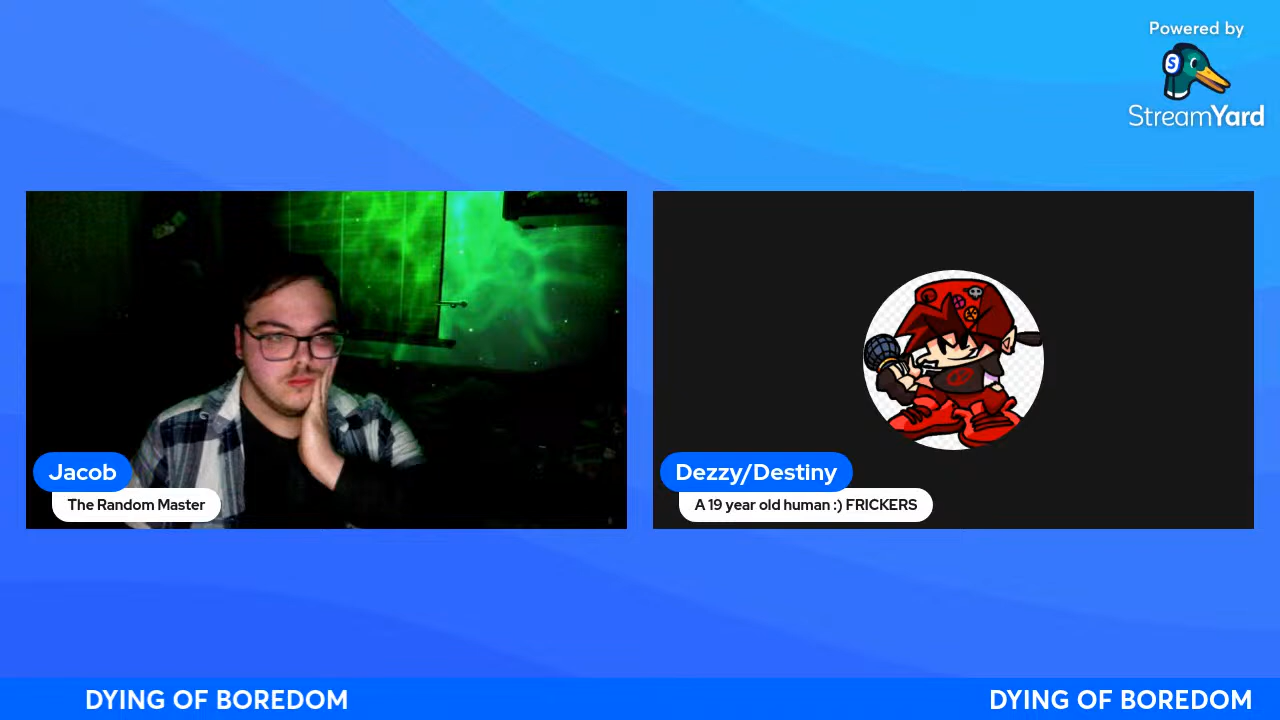 Powered by
StreamYard
Jacob
The Random Master
Dezzy/Destiny
A 19 year old human :) FRICKERS
DYING OF BOREDOM
DYING OF BOREDOM